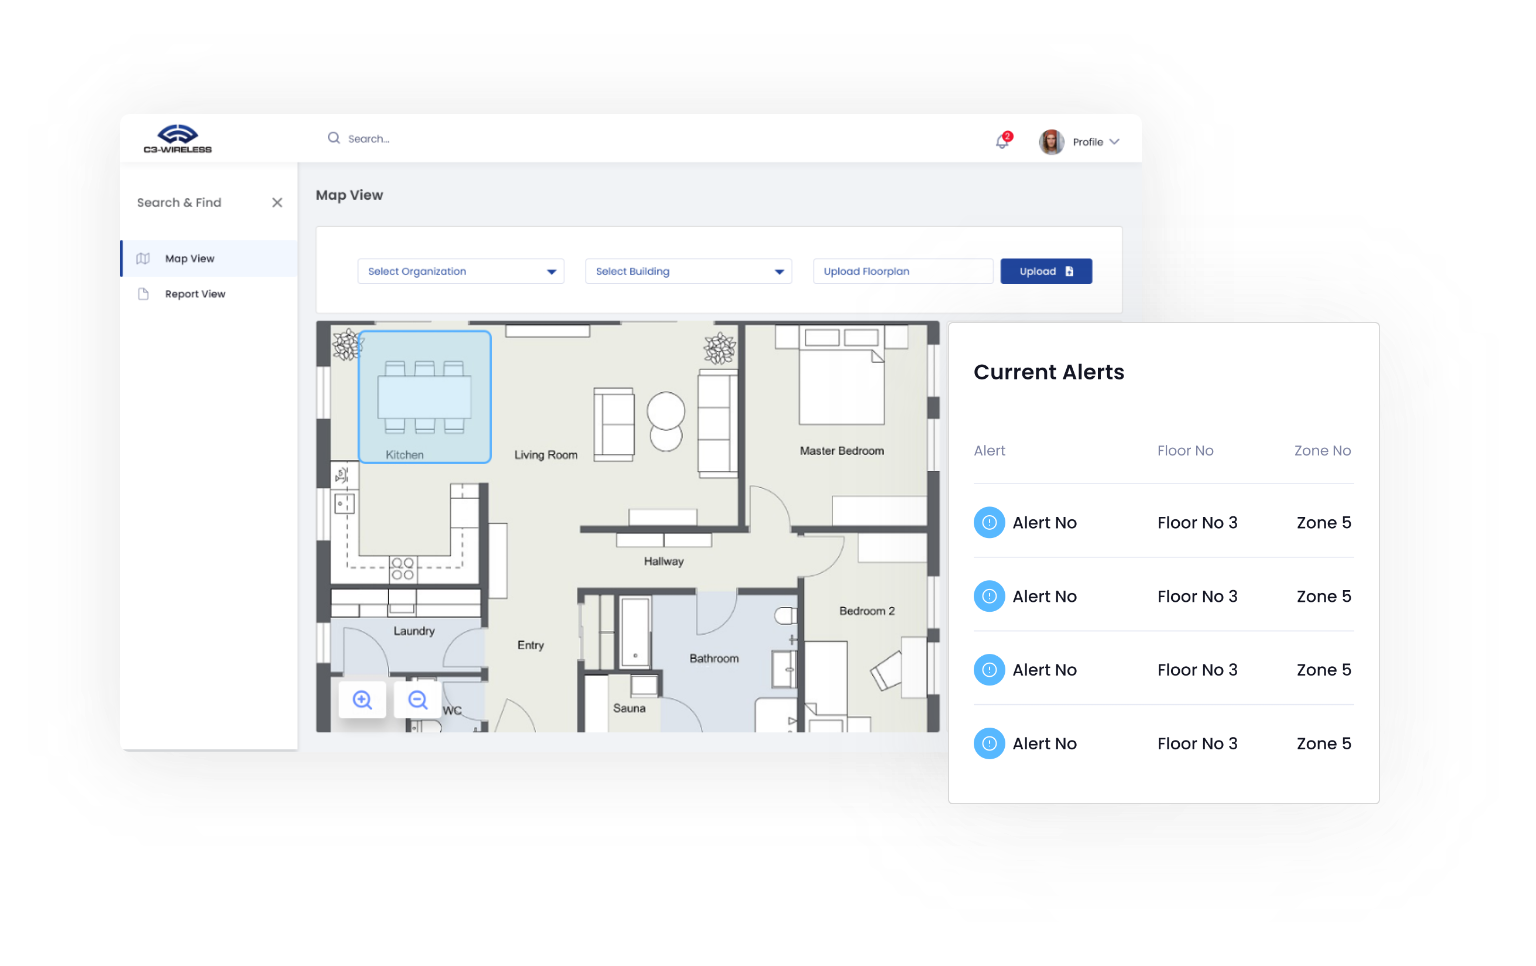 C3-WIRELESS
Search...
2
Profile
Search & Find
Map View
Report View
Map View
Select Organization
Select Building
Upload Floorplan
Upload
Kitchen
Living Room
Master Bedroom
Hallway
Bedroom 2
Laundry
Entry
Bathroom
Sauna
WC
Current Alerts
Alert Floor No Zone No
Alert No Floor No 3 Zone 5
Alert No Floor No 3 Zone 5
Alert No Floor No 3 Zone 5
Alert No Floor No 3 Zone 5